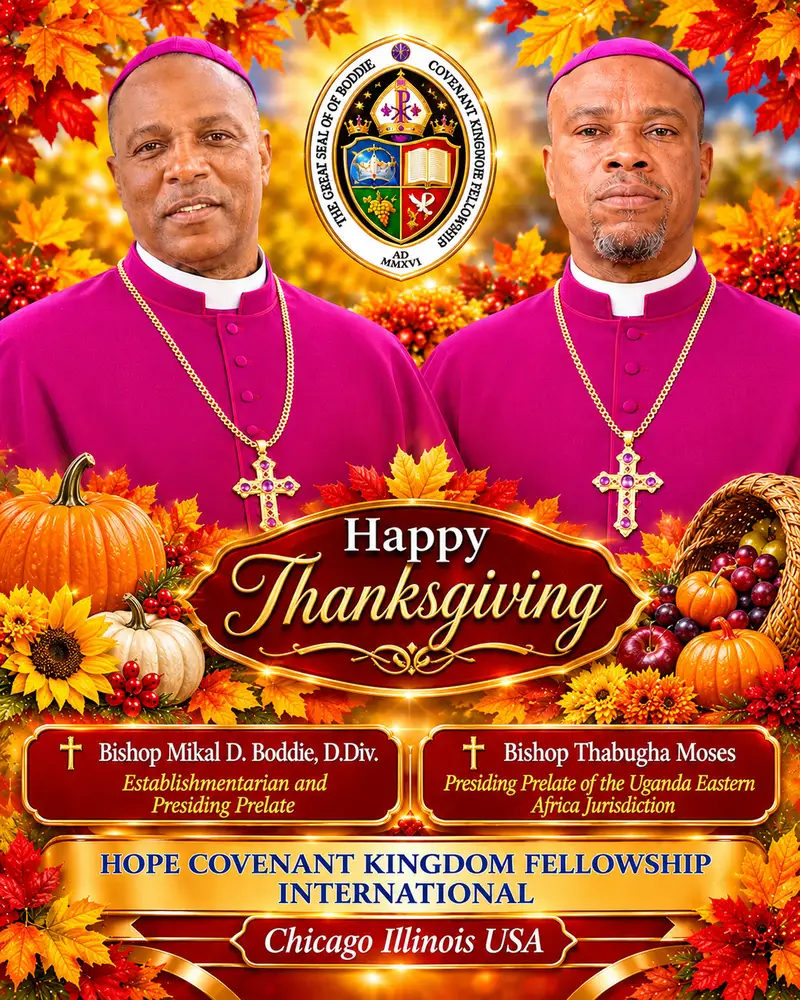 THE GREAT SEAL OF OF BODDIE
COVENANT KINGWOIR FELLOWSHIP
AD
MMXVI
Happy
Thanksgiving
Bishop Mikal D. Boddie, D.Div.
Establishmentarian and
Presiding Prelate
Bishop Thabugha Moses
Presiding Prelate of the Uganda Eastern
Africa Jurisdiction
HOPE COVENANT KINGDOM FELLOWSHIP
INTERNATIONAL
Chicago Illinois USA